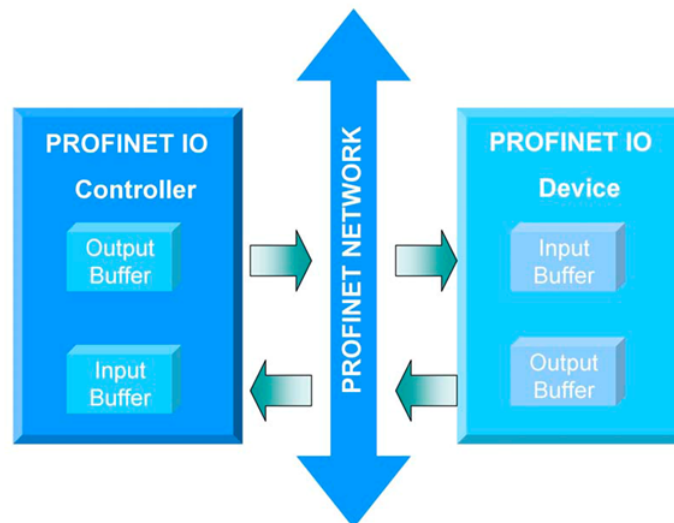 PROFINET IO
Controller
Output
Buffer
Input
Buffer
PROFINET NETWORK
PROFINET IO
Device
Input
Buffer
Output
Buffer